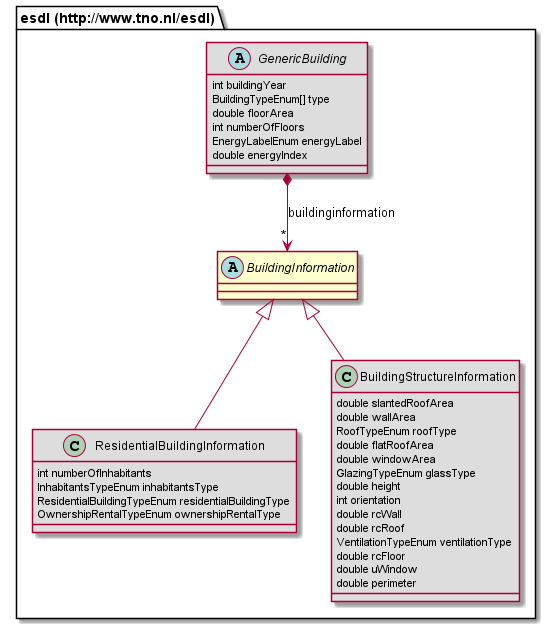 esdl (http://www.tno.nl/esdl)
A GenericBuilding
int buildingYear
BuildingTypeEnum[] type
double floorArea
int numberOfFloors
EnergyLabelEnum energyLabel
double energyIndex
buildinginformation
*
A BuildingInformation
C BuildingStructureInformation
double slantedRoofArea
double wallArea
RoofTypeEnum roofType
double flatRoofArea
double windowArea
GlazingTypeEnum glassType
double height
int orientation
double rcWall
double rcRoof
VentilationTypeEnum ventilationType
double rcFloor
double uWindow
double perimeter
C ResidentialBuildingInformation
int numberOfInhabitants
InhabitantsTypeEnum inhabitantsType
ResidentialBuildingTypeEnum residentialBuildingType
OwnershipRentalTypeEnum ownershipRentalType